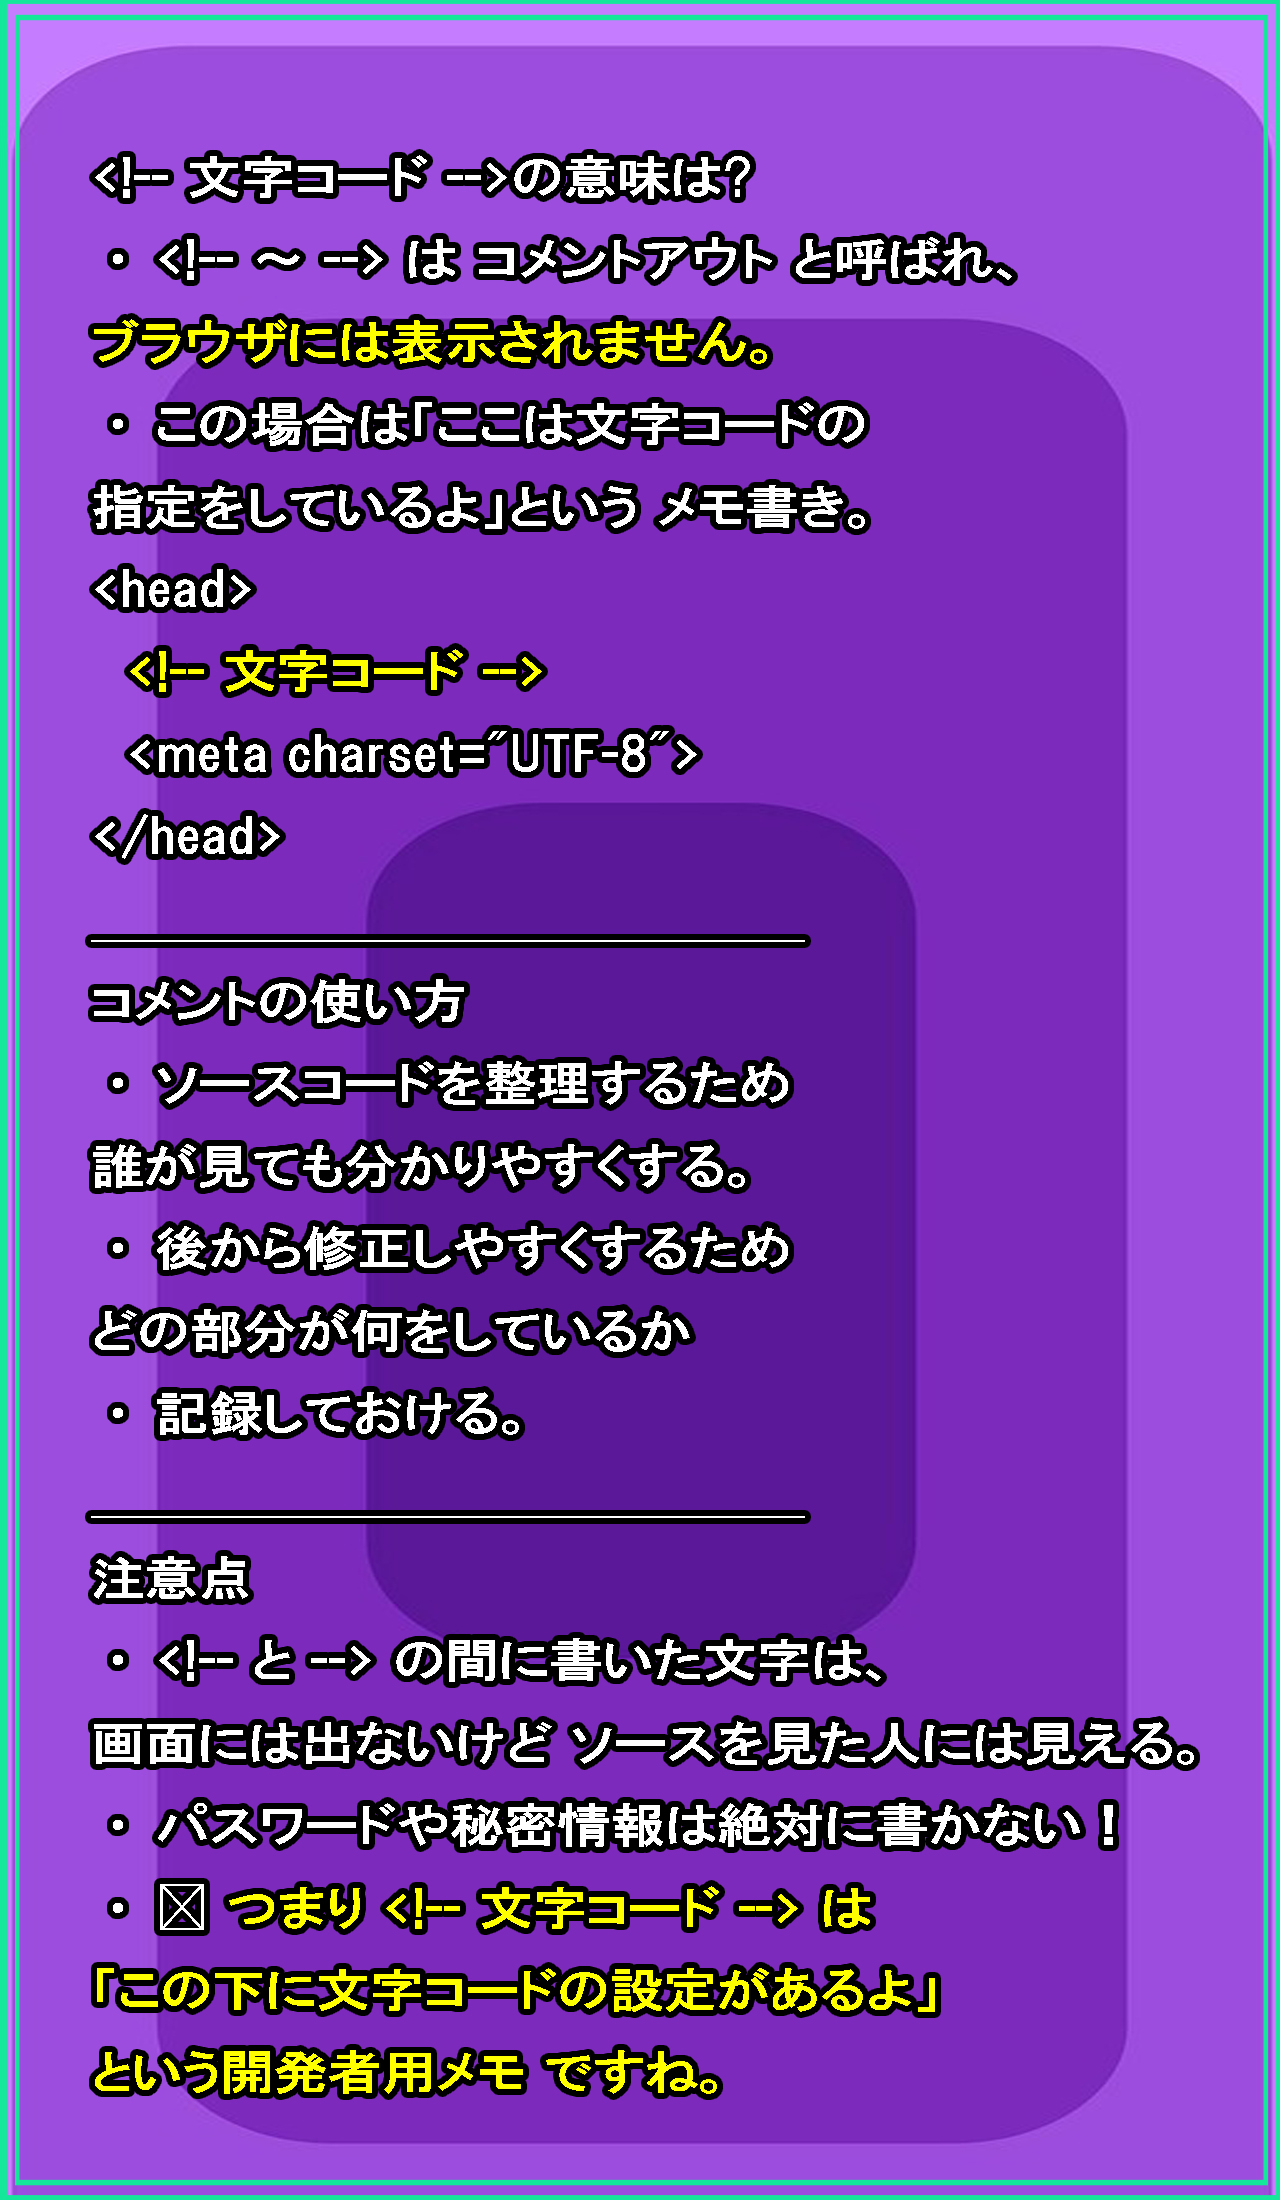 <!-- 文字コード -->の意味は?
• <!-- ～ --> は コメントアウト と呼ばれ、
ブラウザには表示されません。
• この場合は「ここは文字コードの
指定をしているよ」という メモ書き。
<head>
<!-- 文字コード -->
<meta charset="UTF-8">
</head>
コメントの使い方
• ソースコードを整理するため
誰が見ても分かりやすくする。
• 後から修正しやすくするため
どの部分が何をしているか
• 記録しておける。
注意点
• <!-- と --> の間に書いた文字は、
画面には出ないけど ソースを見た人には見える。
• パスワードや秘密情報は絶対に書かない！
• つまり <!-- 文字コード --> は
「この下に文字コードの設定があるよ」
という開発者用メモ ですね。